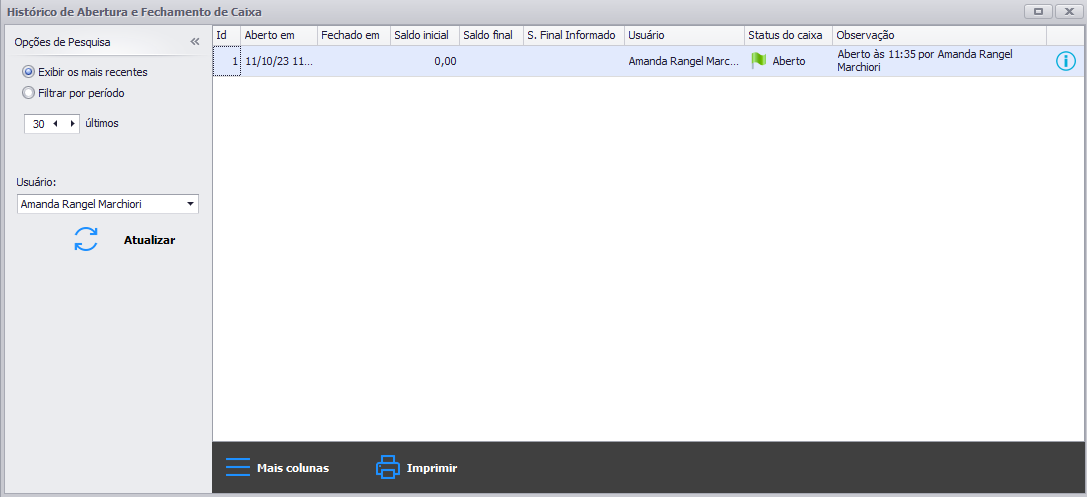 Histórico de Abertura e Fechamento de Caixa
Opções de Pesquisa
Exibir os mais recentes
Filtrar por período
30 últimos
Usuário:
Amanda Rangel Marchiori
Atualizar
Id Aberto em Fechado em Saldo inicial Saldo final S. Final Informado Usuário Status do caixa Observação
1 11/10/23 11... 0,00 Amanda Rangel Marc... Aberto Aberto às 11:35 por Amanda Rangel
Marchiori
Mais colunas Imprimir